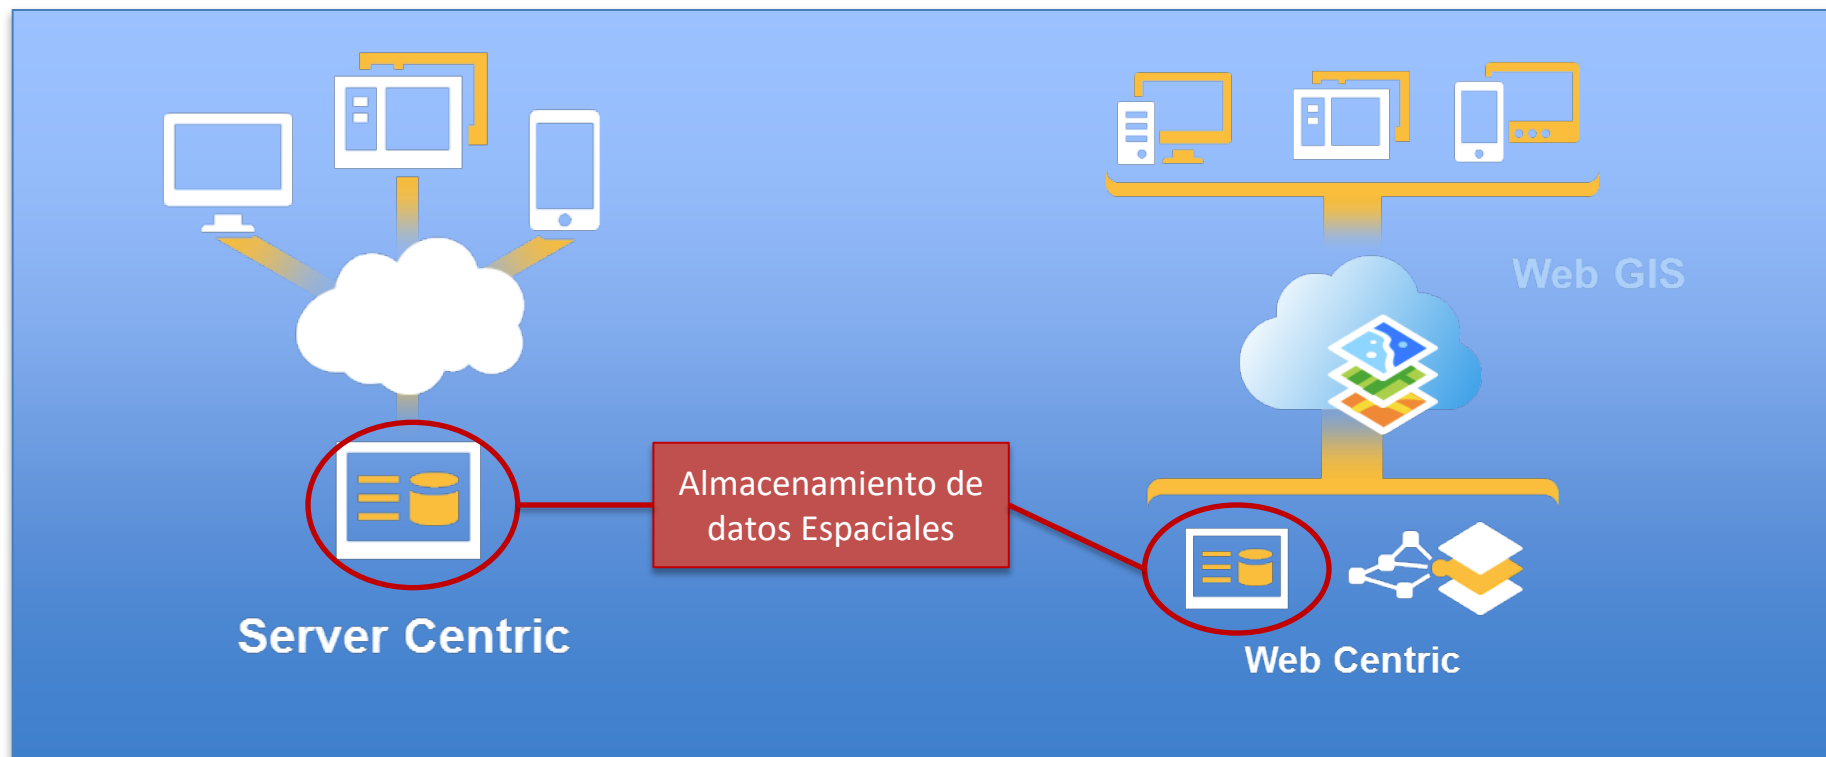 Web GIS
Almacenamiento de
datos Espaciales
Server Centric
Web Centric